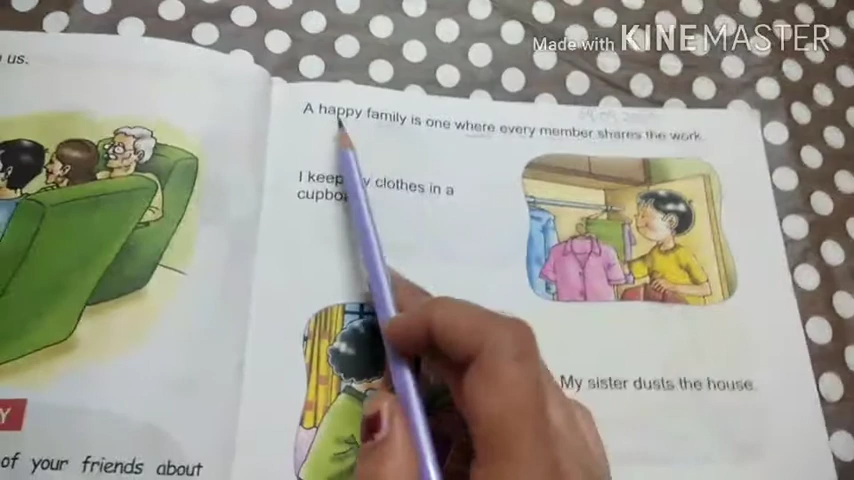 Made with KINEMASTER
us.
A happy family is one where every member shares the work.
I keep clothes in a
My sister dusts the house.
of your friends about